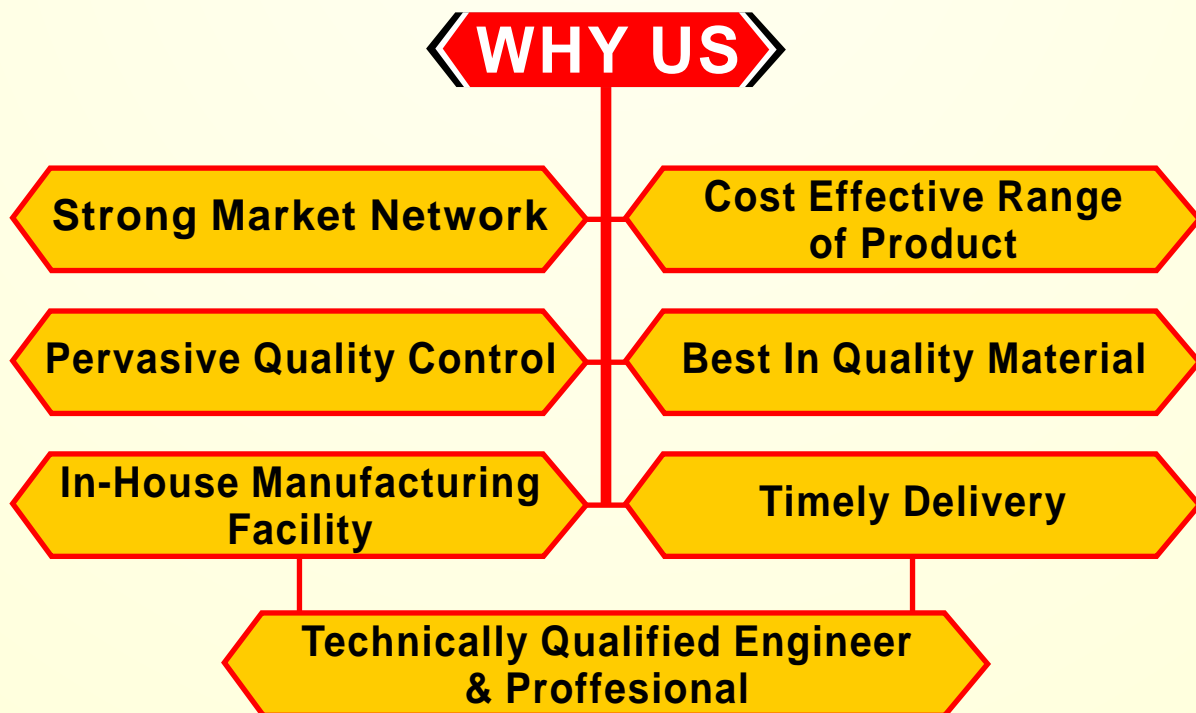 WHY US
Strong Market Network
Cost Effective Range
of Product
Pervasive Quality Control
Best In Quality Material
In-House Manufacturing
Facility
Timely Delivery
Technically Qualified Engineer
& Proffesional